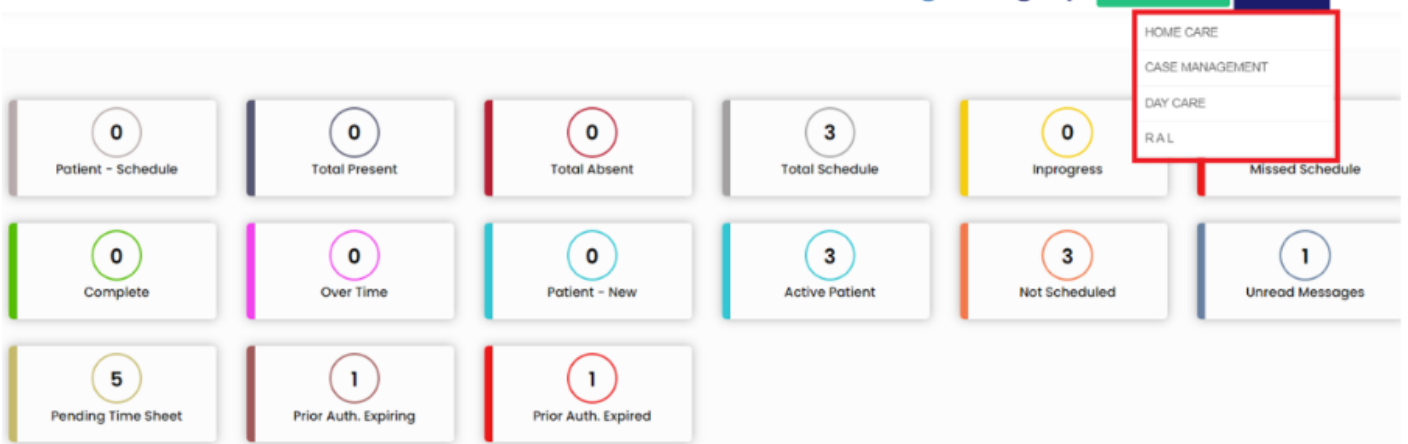 HOME CARE
CASE MANAGEMENT
DAY CARE
R A L
0
Patient - Schedule
0
Total Present
0
Total Absent
3
Total Schedule
0
Inprogress
Missed Schedule
0
Complete
0
Over Time
0
Patient - New
3
Active Patient
3
Not Scheduled
1
Unread Messages
5
Pending Time Sheet
1
Prior Auth. Expiring
1
Prior Auth. Expired